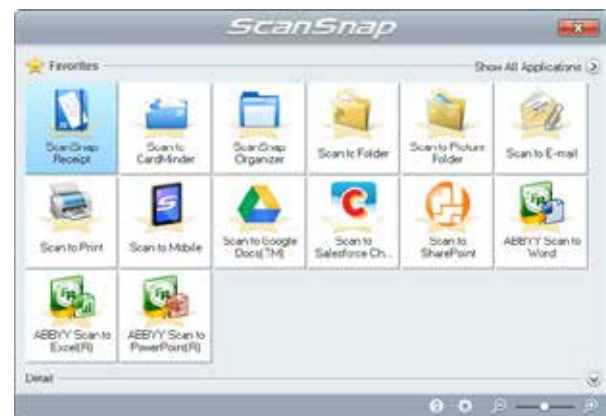 ScanSnap
Favorites
Show All Applications
ScanSnap
Receipt
Scan to
CardMinder
ScanSnap
Organizer
Scan to Folder
Scan to Picture
Folder
Scan to E-mail
Scan to Print
Scan to Mobile
Scan to Google
Docs(TM)
Scan to
Salesforce Ch...
Scan to
SharePoint
ABBYY Scan to
Word
ABBYY Scan to
Excel(R)
ABBYY Scan to
PowerPoint(R)
Detail